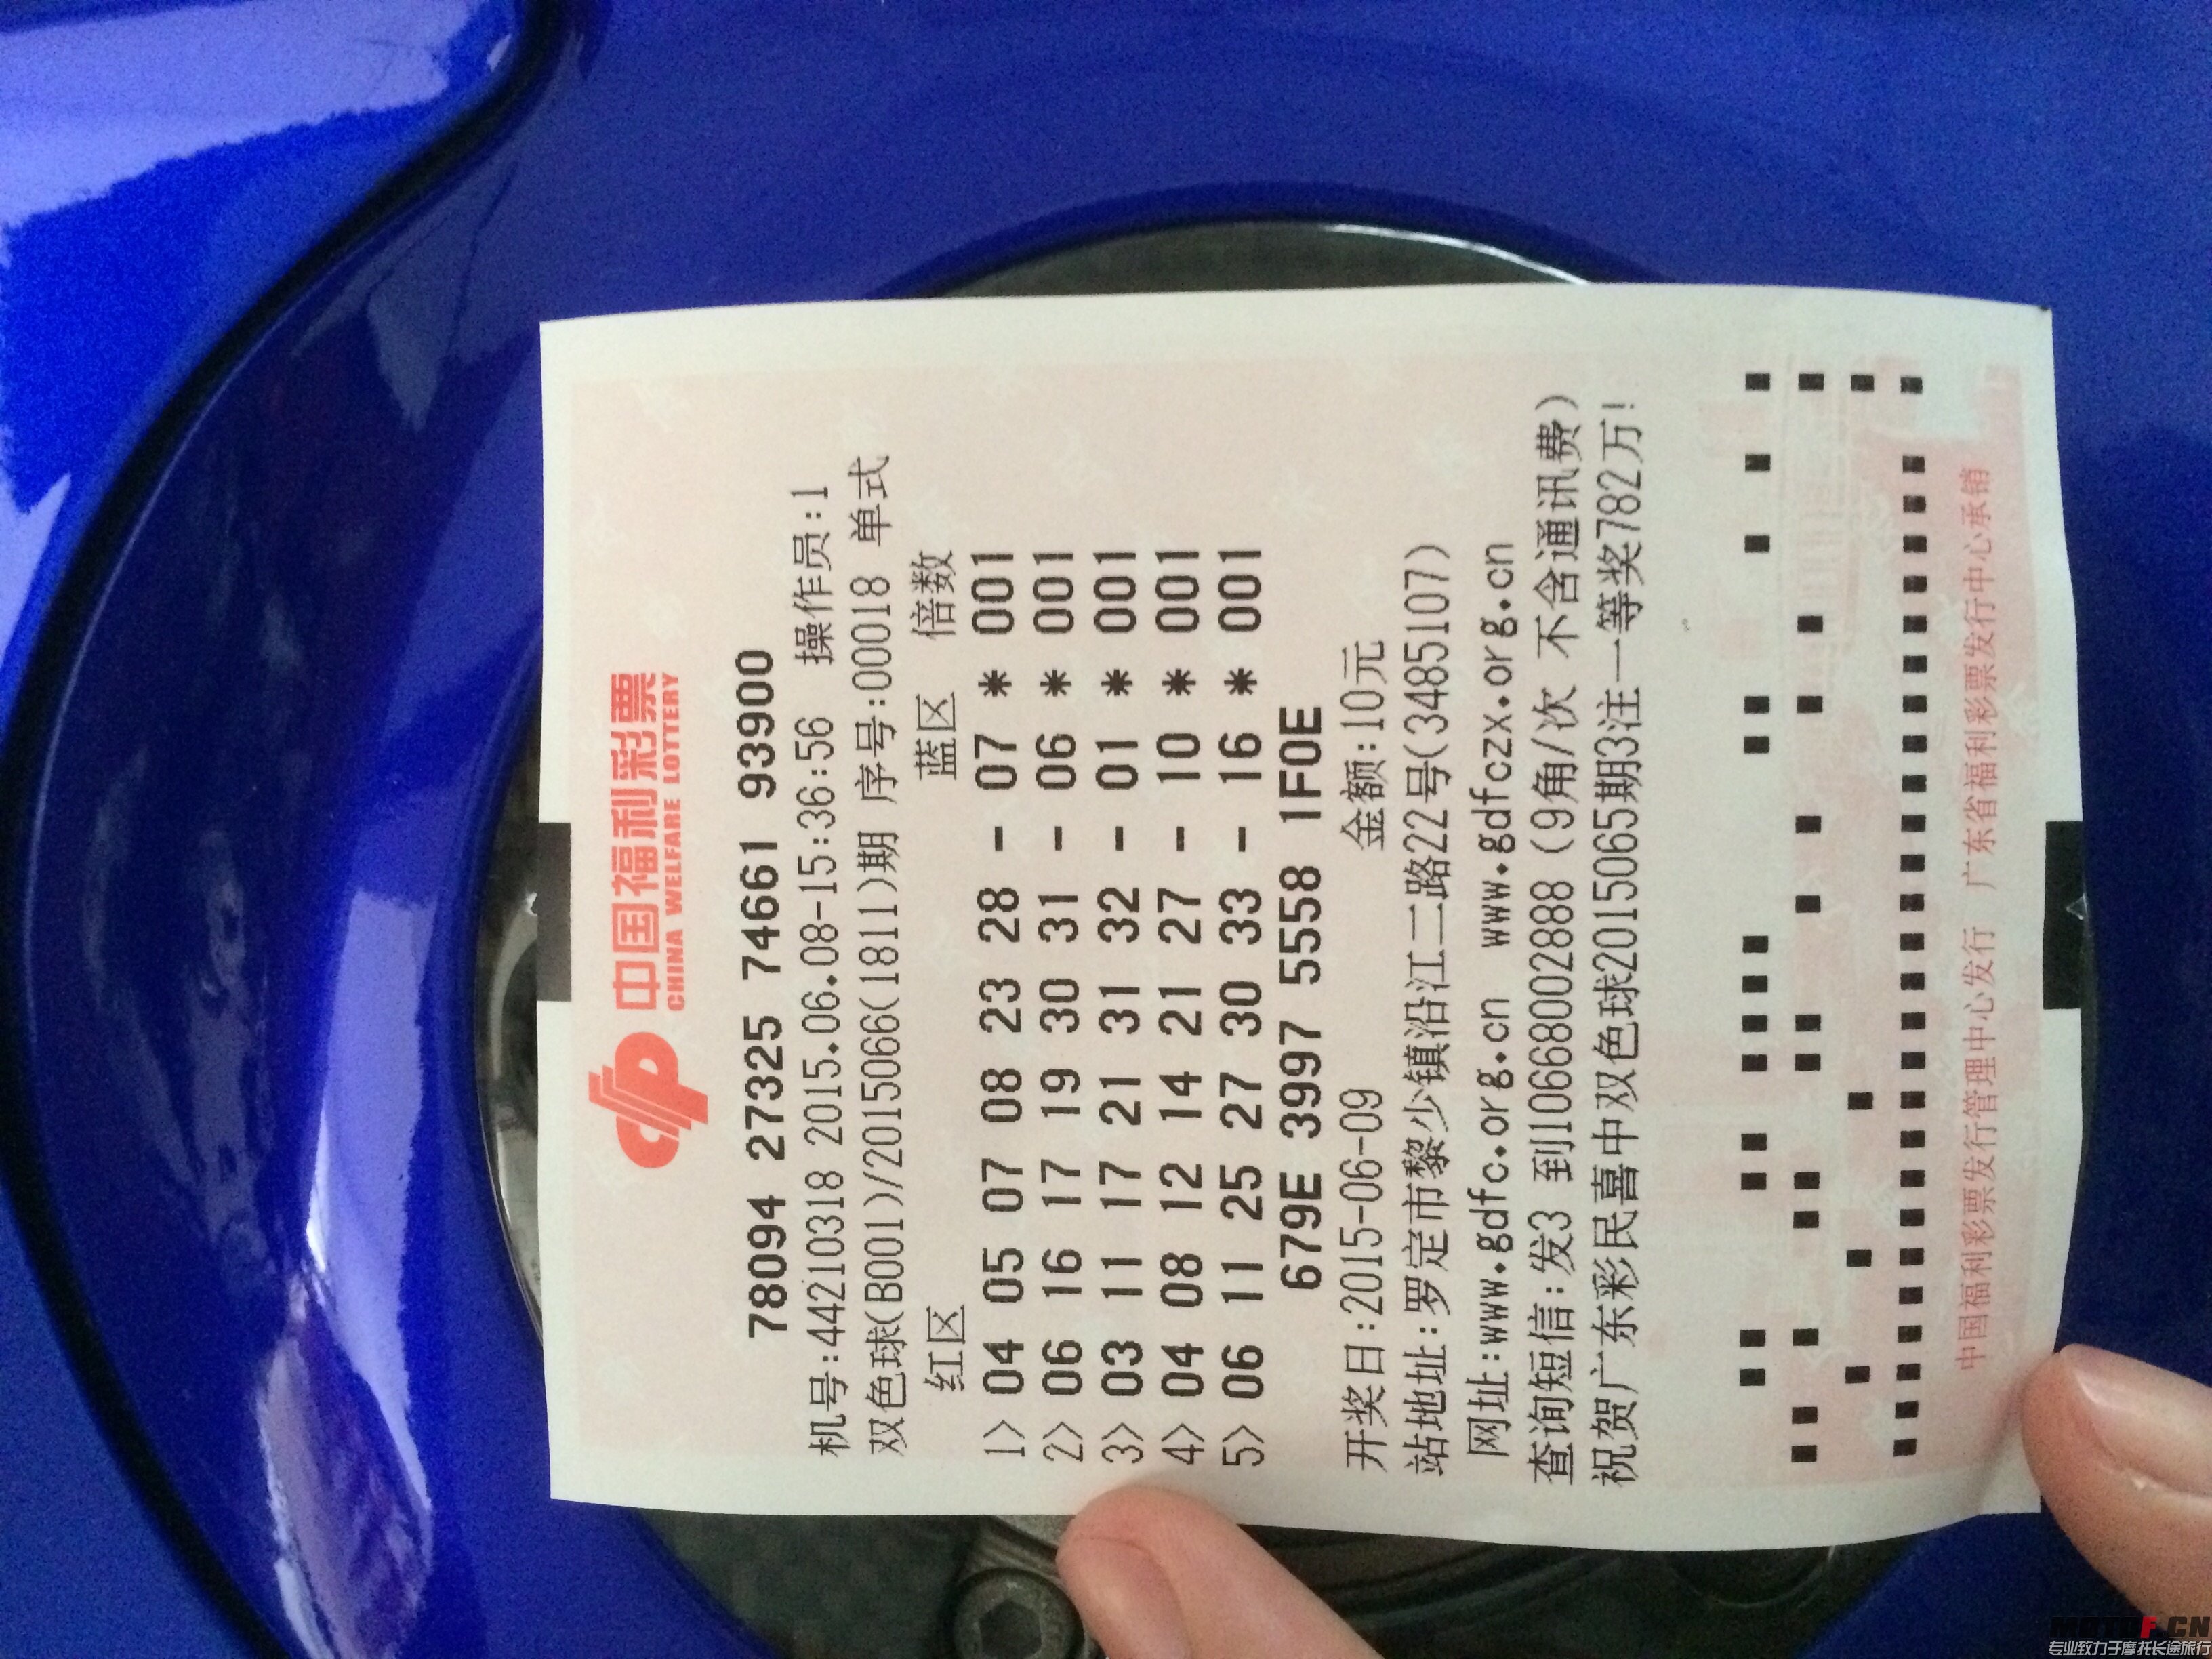 中国福利彩票
CHINA WELFARE LOTTERY
78094 27325 74661 93900
机号:44210318 2015.06.08-15:36:56 操作员:1
双色球(B001)/2015066(1811)期 序号:00018 单式
红区 蓝区 倍数
1> 04 05 07 08 23 28 - 07 * 001
2> 06 16 17 19 30 31 - 06 * 001
3> 03 11 17 21 31 32 - 01 * 001
4> 04 08 12 14 21 27 - 10 * 001
5> 06 11 25 27 30 33 - 16 * 001
679E 3997 5558 1F0E
开奖日:2015-06-09 金额:10元
站地址:罗定市黎少镇沿江二路22号(3485107)
网址:www.gdfc.org.cn www.gdfczx.org.cn
查询短信:发3 到10668002888 (9角/次 不含通讯费)
祝贺广东彩民喜中双色球2015065期3注一等奖782万!
中国福利彩票发行管理中心发行 广东省福利彩票发行中心承销
MOTOF.CN
专业致力于摩托长途旅行